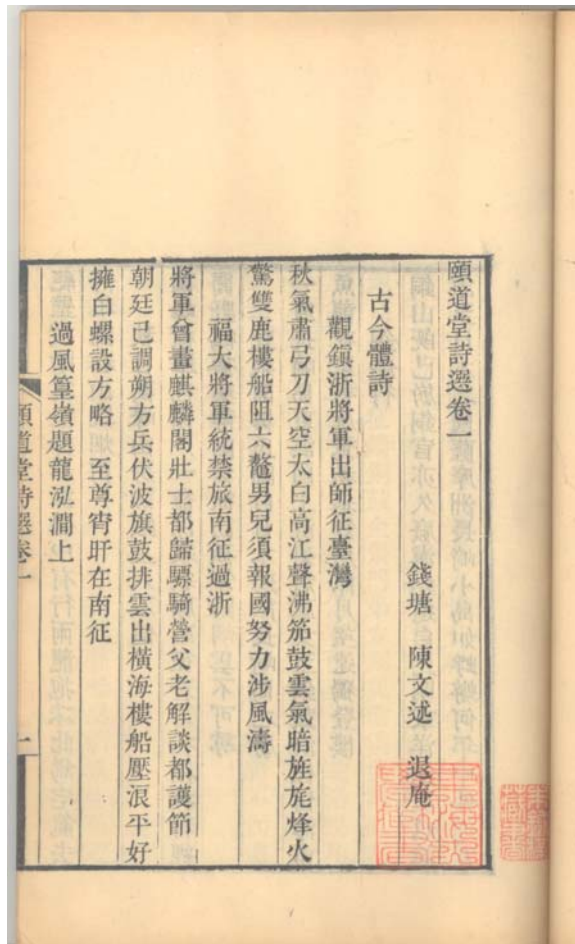 頤道堂詩選卷一
錢塘 陳文述 退庵
古今體詩
觀鎮浙將軍出師征臺灣
秋氣肅弓刀天空太白高江聲沸笳鼓雲氣暗旌旄烽火
驚雙鹿樓船阻六鼇男兒須報國努力涉風濤
福大將軍統禁旅南征過浙
將軍曾畫麒麟閣壯士都歸驃騎營父老解談都護節
朝廷已調朔方兵伏波旗鼓排雲出橫海樓船壓浪平好
擁白螺設方略 至尊宵旰在南征
過風篁嶺題龍泓澗上
頤道堂詩選卷一
一